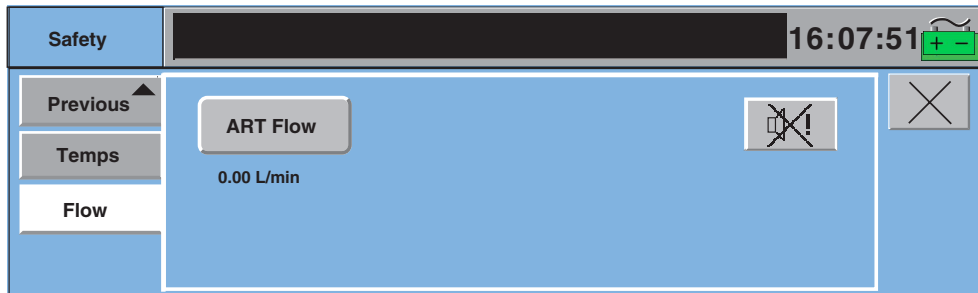 Safety
16:07:51
+ -
Previous
ART Flow
!
Temps
0.00 L/min
Flow